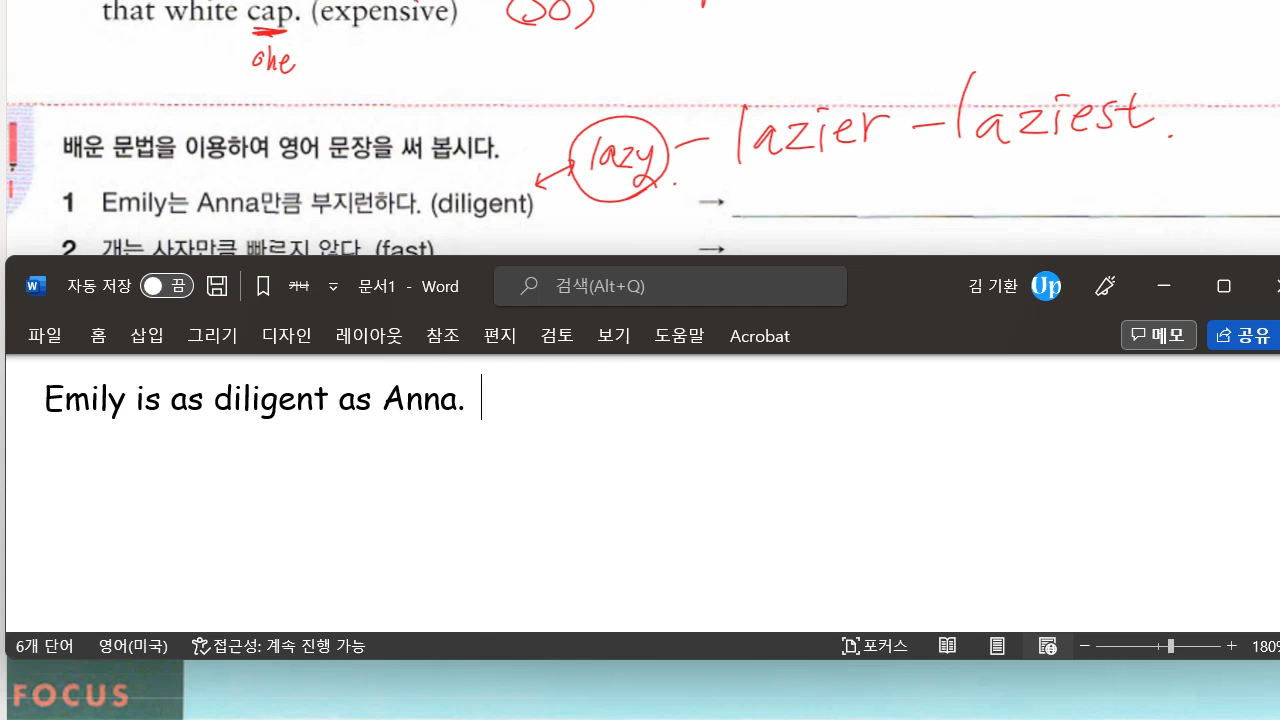 that white cap. (expensive)
one
lazy - lazier - laziest.
배운 문법을 이용하여 영어 문장을 써 봅시다.
1 Emily는 Anna만큼 부지런하다. (diligent) →
2 개는 사자만큼 빠르지 않다. (fast) →
자동 저장 끔 가나 문서1 - Word 검색(Alt+Q) 김 기환 Up
파일 홈 삽입 그리기 디자인 레이아웃 참조 편지 검토 보기 도움말 Acrobat 메모 공유
Emily is as diligent as Anna.
6개 단어 영어(미국) 접근성: 계속 진행 가능 포커스 - + 180%
FOCUS